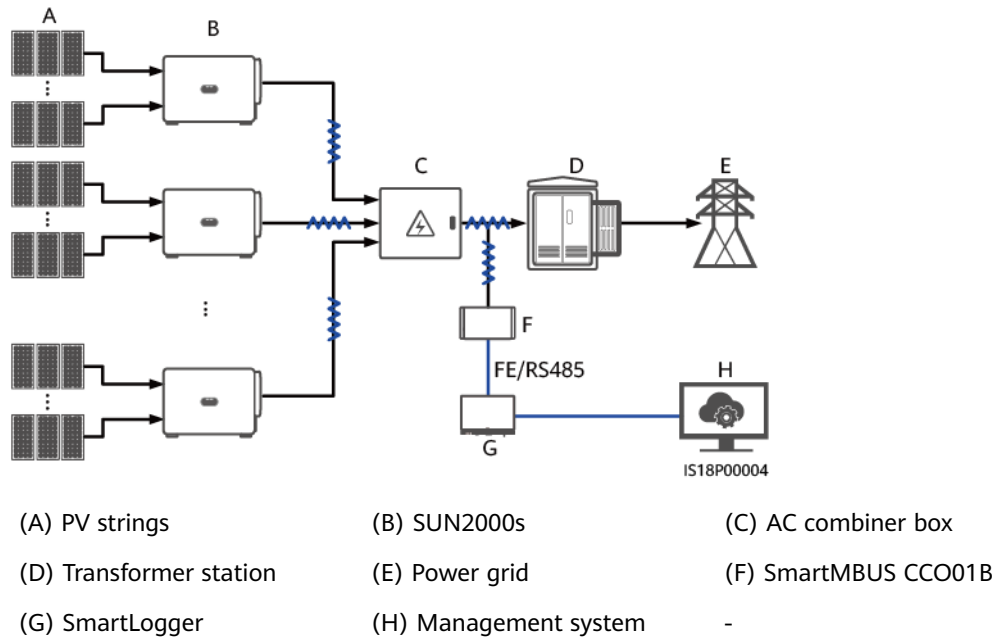 A
B
C
D
E
F
FE/RS485
H
G
IS18P00004
(A) PV strings (B) SUN2000s (C) AC combiner box
(D) Transformer station (E) Power grid (F) SmartMBUS CCO01B
(G) SmartLogger (H) Management system -